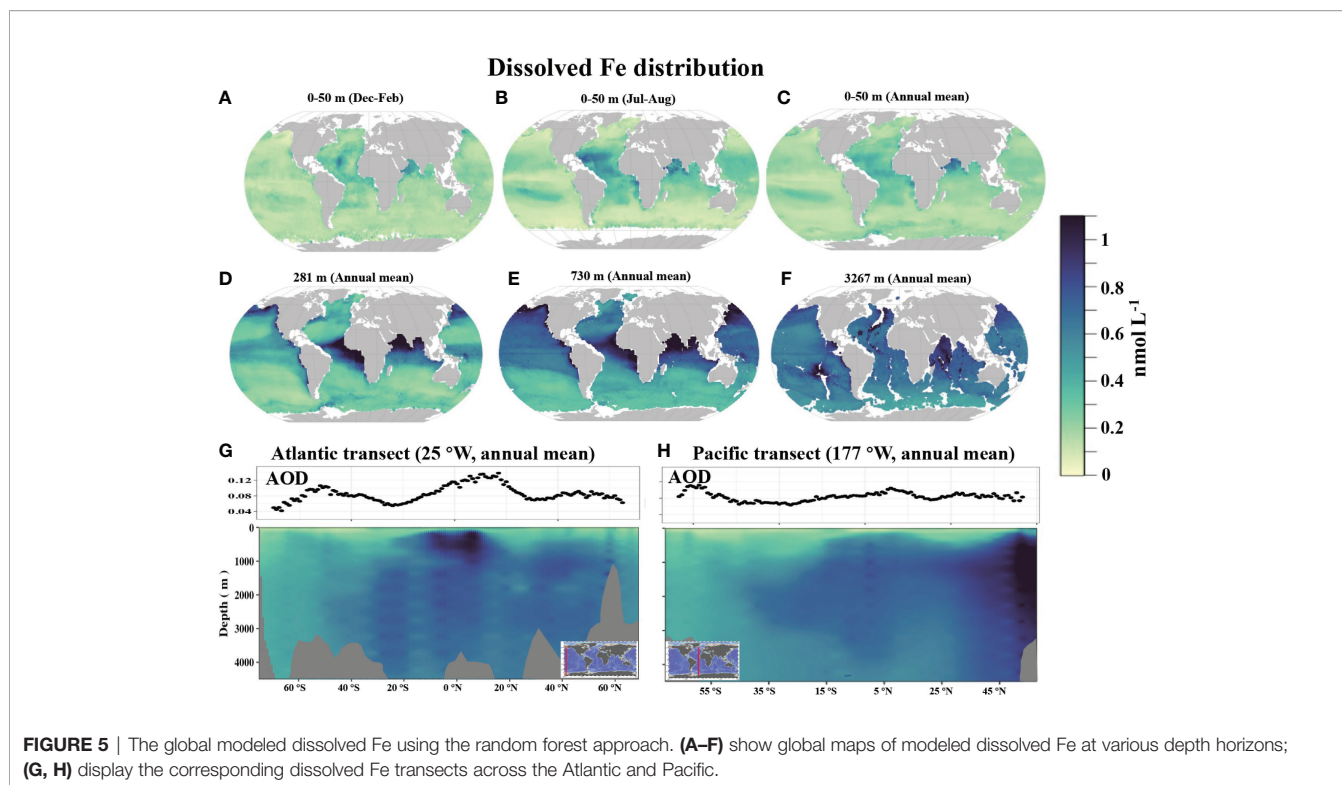 Dissolved Fe distribution
A
0-50 m (Dec-Feb)
B
0-50 m (Jul-Aug)
C
0-50 m (Annual mean)
D
281 m (Annual mean)
E
730 m (Annual mean)
F
3267 m (Annual mean)
1
0.8
0.6
0.4
0.2
0
nmol L-1
G
Atlantic transect (25 °W, annual mean)
AOD
0.12
0.08
0.04
0
1000
2000
3000
4000
Depth ( m )
60 °S
40 °S
20 °S
0 °N
20 °N
40 °N
60 °N
H
Pacific transect (177 °W, annual mean)
AOD
55 °S
35 °S
15 °S
5 °N
25 °N
45 °N
FIGURE 5 | The global modeled dissolved Fe using the random forest approach. (A–F) show global maps of modeled dissolved Fe at various depth horizons;
(G, H) display the corresponding dissolved Fe transects across the Atlantic and Pacific.